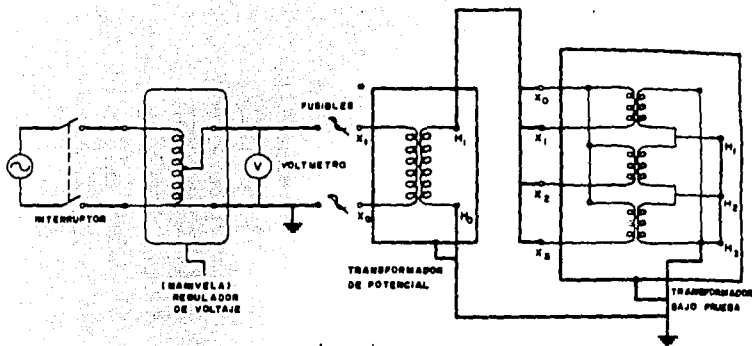 FUSIBLES
X1
H1
V
VOLTMETRO
X0
H0
INTERRUPTOR
(MANIVELA)
REGULADOR
DE VOLTAJE
TRANSFORMADOR
DE POTENCIAL
X0
X1
X2
X3
H1
H2
H3
TRANSFORMADOR
BAJO PRUEBA